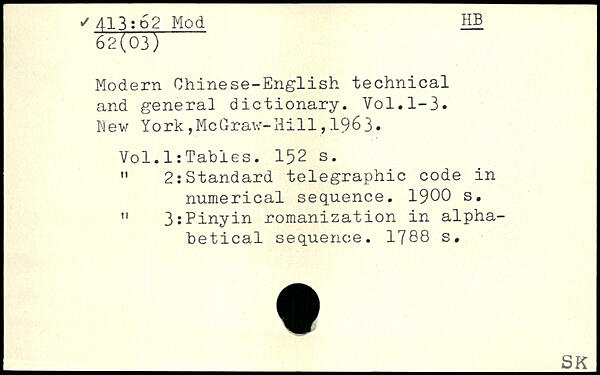 ✓ 413:62 Mod HB
62(03)
Modern Chinese-English technical
and general dictionary. Vol.1-3.
New York,McGraw-Hill,1963.
Vol.1:Tables. 152 s.
" 2:Standard telegraphic code in
numerical sequence. 1900 s.
" 3:Pinyin romanization in alpha-
betical sequence. 1788 s.
SK